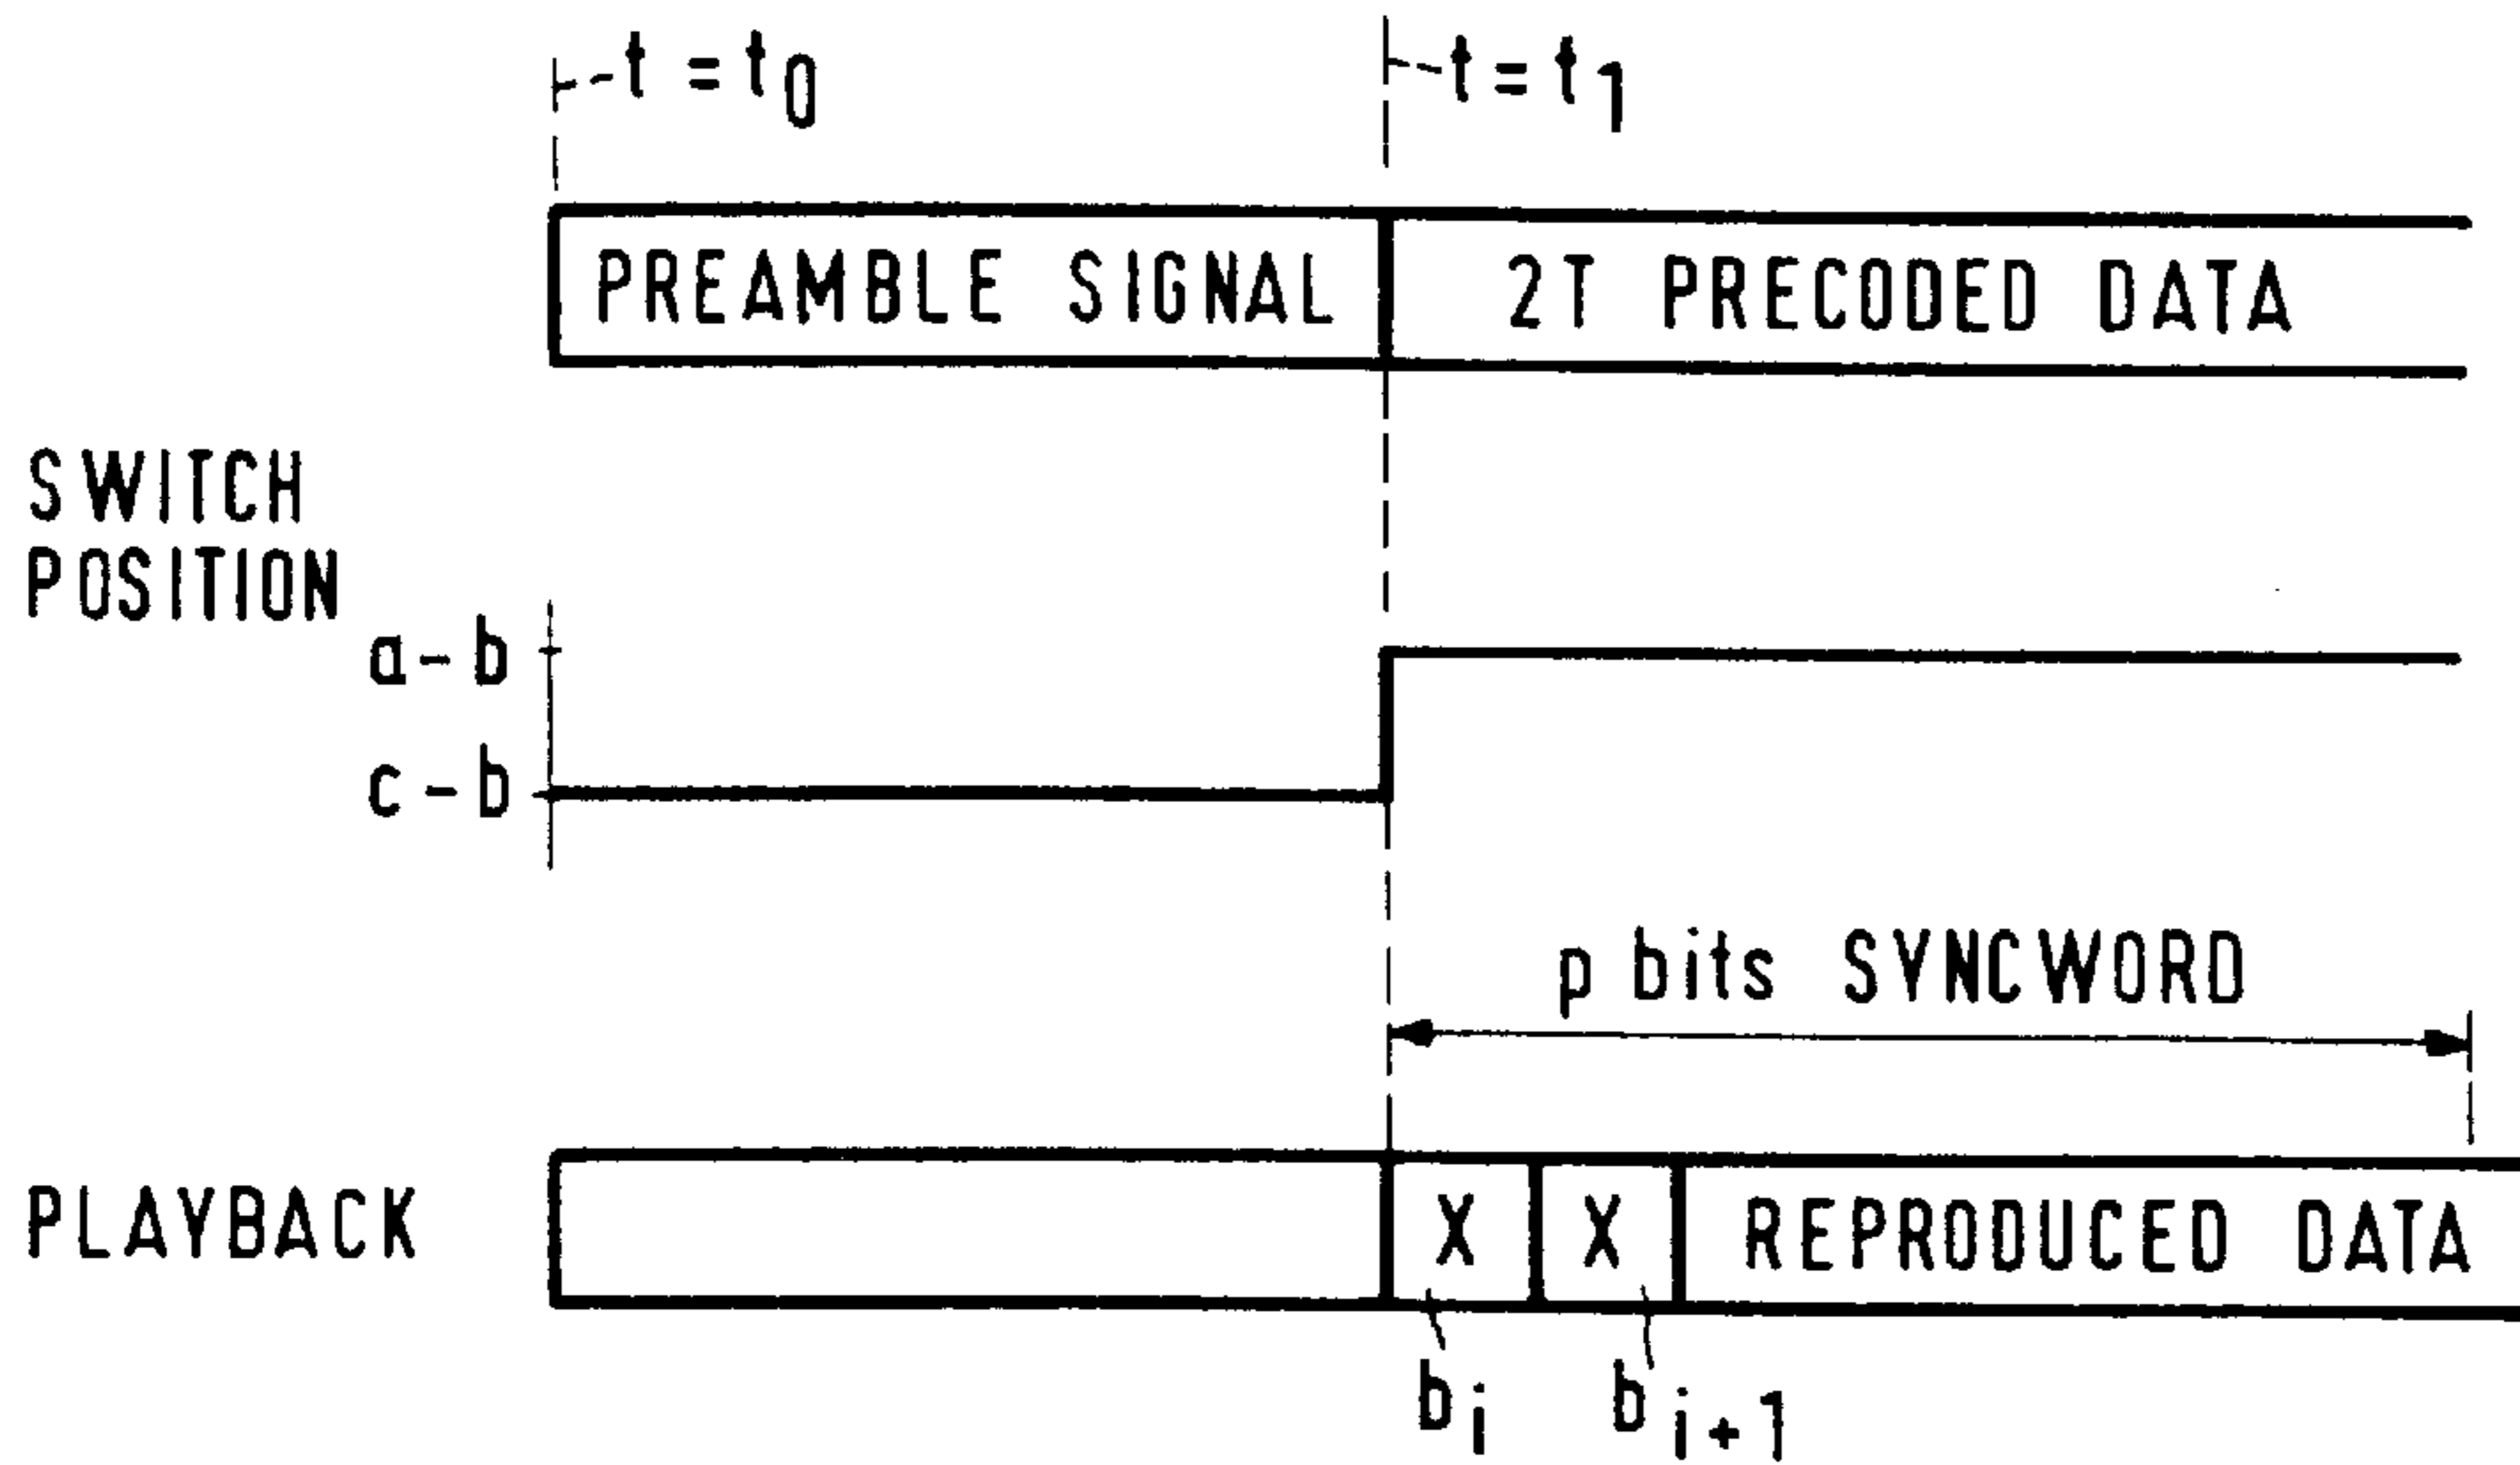 t = t0
t = t1
PREAMBLE SIGNAL
2T PRECODED DATA
SWITCH
POSITION
a-b
c-b
p bits SYNCWORD
PLAYBACK
X
X
REPRODUCED DATA
bi
bi+1